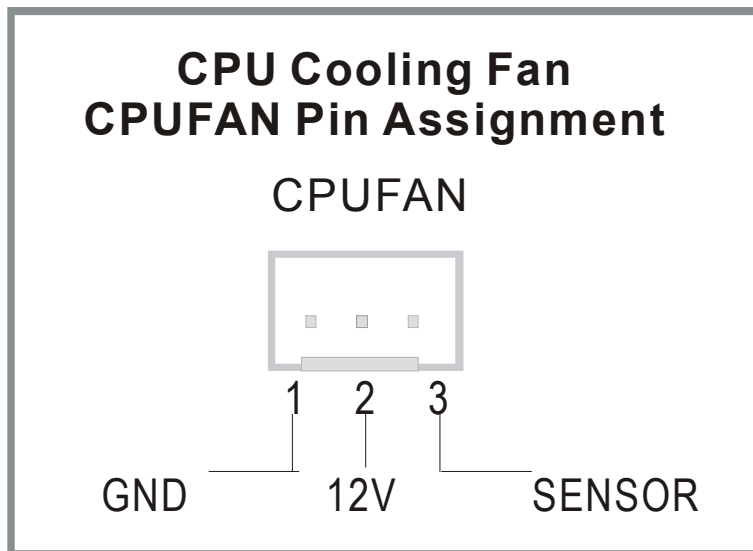 CPU Cooling Fan
CPUFAN Pin Assignment
CPUFAN
1 2 3
GND 12V SENSOR